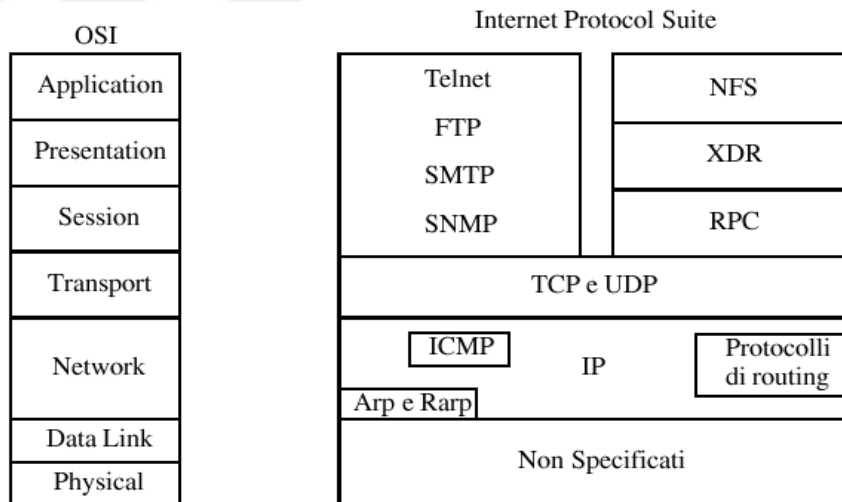 OSI
Application
Presentation
Session
Transport
Network
Data Link
Physical
Internet Protocol Suite
Telnet
FTP
SMTP
SNMP
NFS
XDR
RPC
TCP e UDP
ICMP
IP
Protocolli
di routing
Arp e Rarp
Non Specificati